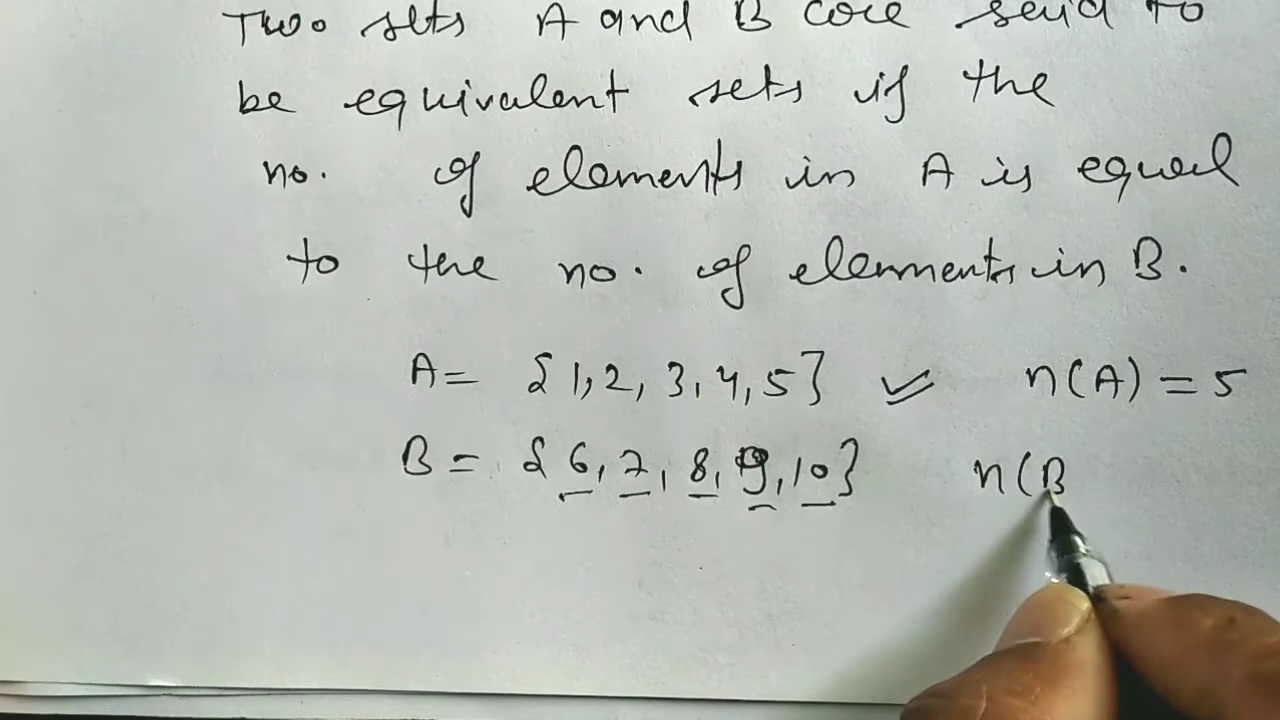 Two sets A and B are said to
be equivalent sets if the
no. of elements in A is equal
to the no. of elements in B.
A = {1, 2, 3, 4, 5} ✓ n(A) = 5
B = {6, 7, 8, 9, 10} n(B